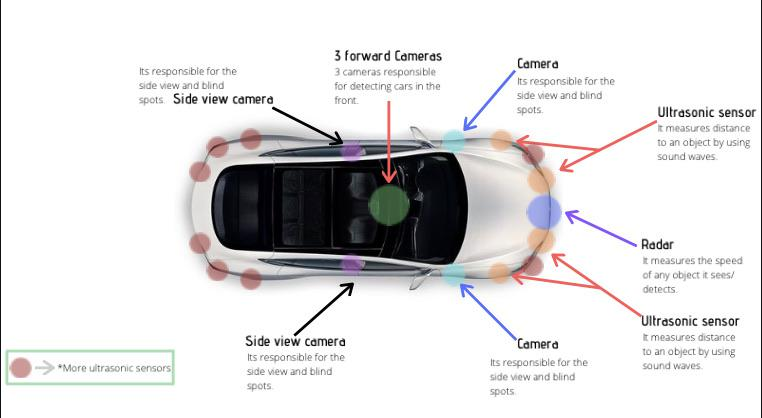 3 forward Cameras
3 cameras responsible
for detecting cars in the
front.
Its responsible for the
side view and blind
spots.
Side view camera
Camera
Its responsible for the
side view and blind
spots.
Ultrasonic sensor
It measures distance
to an object by using
sound waves.
Radar
It measures the speed
of any object it sees/
detects.
Ultrasonic sensor
It measures distance
to an object by using
sound waves.
Side view camera
Its responsible for the
side view and blind
spots.
Camera
Its responsible for the
side view and blind
spots.
*More ultrasonic sensors